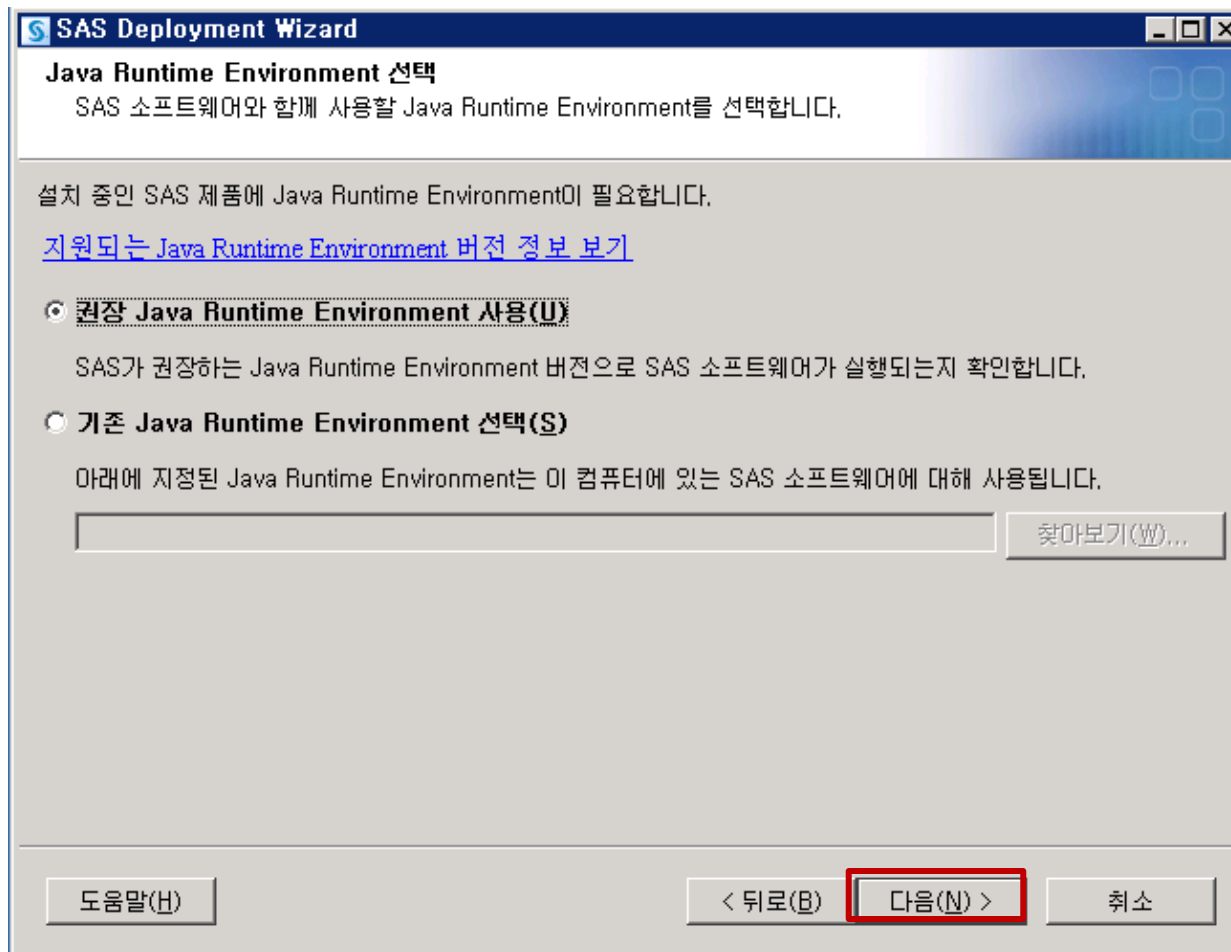 SAS Deployment Wizard
Java Runtime Environment 선택
SAS 소프트웨어와 함께 사용할 Java Runtime Environment를 선택합니다.
설치 중인 SAS 제품에 Java Runtime Environment이 필요합니다.
지원되는 Java Runtime Environment 버전 정보 보기
권장 Java Runtime Environment 사용(U)
SAS가 권장하는 Java Runtime Environment 버전으로 SAS 소프트웨어가 실행되는지 확인합니다.
기존 Java Runtime Environment 선택(S)
아래에 지정된 Java Runtime Environment는 이 컴퓨터에 있는 SAS 소프트웨어에 대해 사용됩니다.
찾아보기(W)...
도움말(H) < 뒤로(B) 다음(N) > 취소